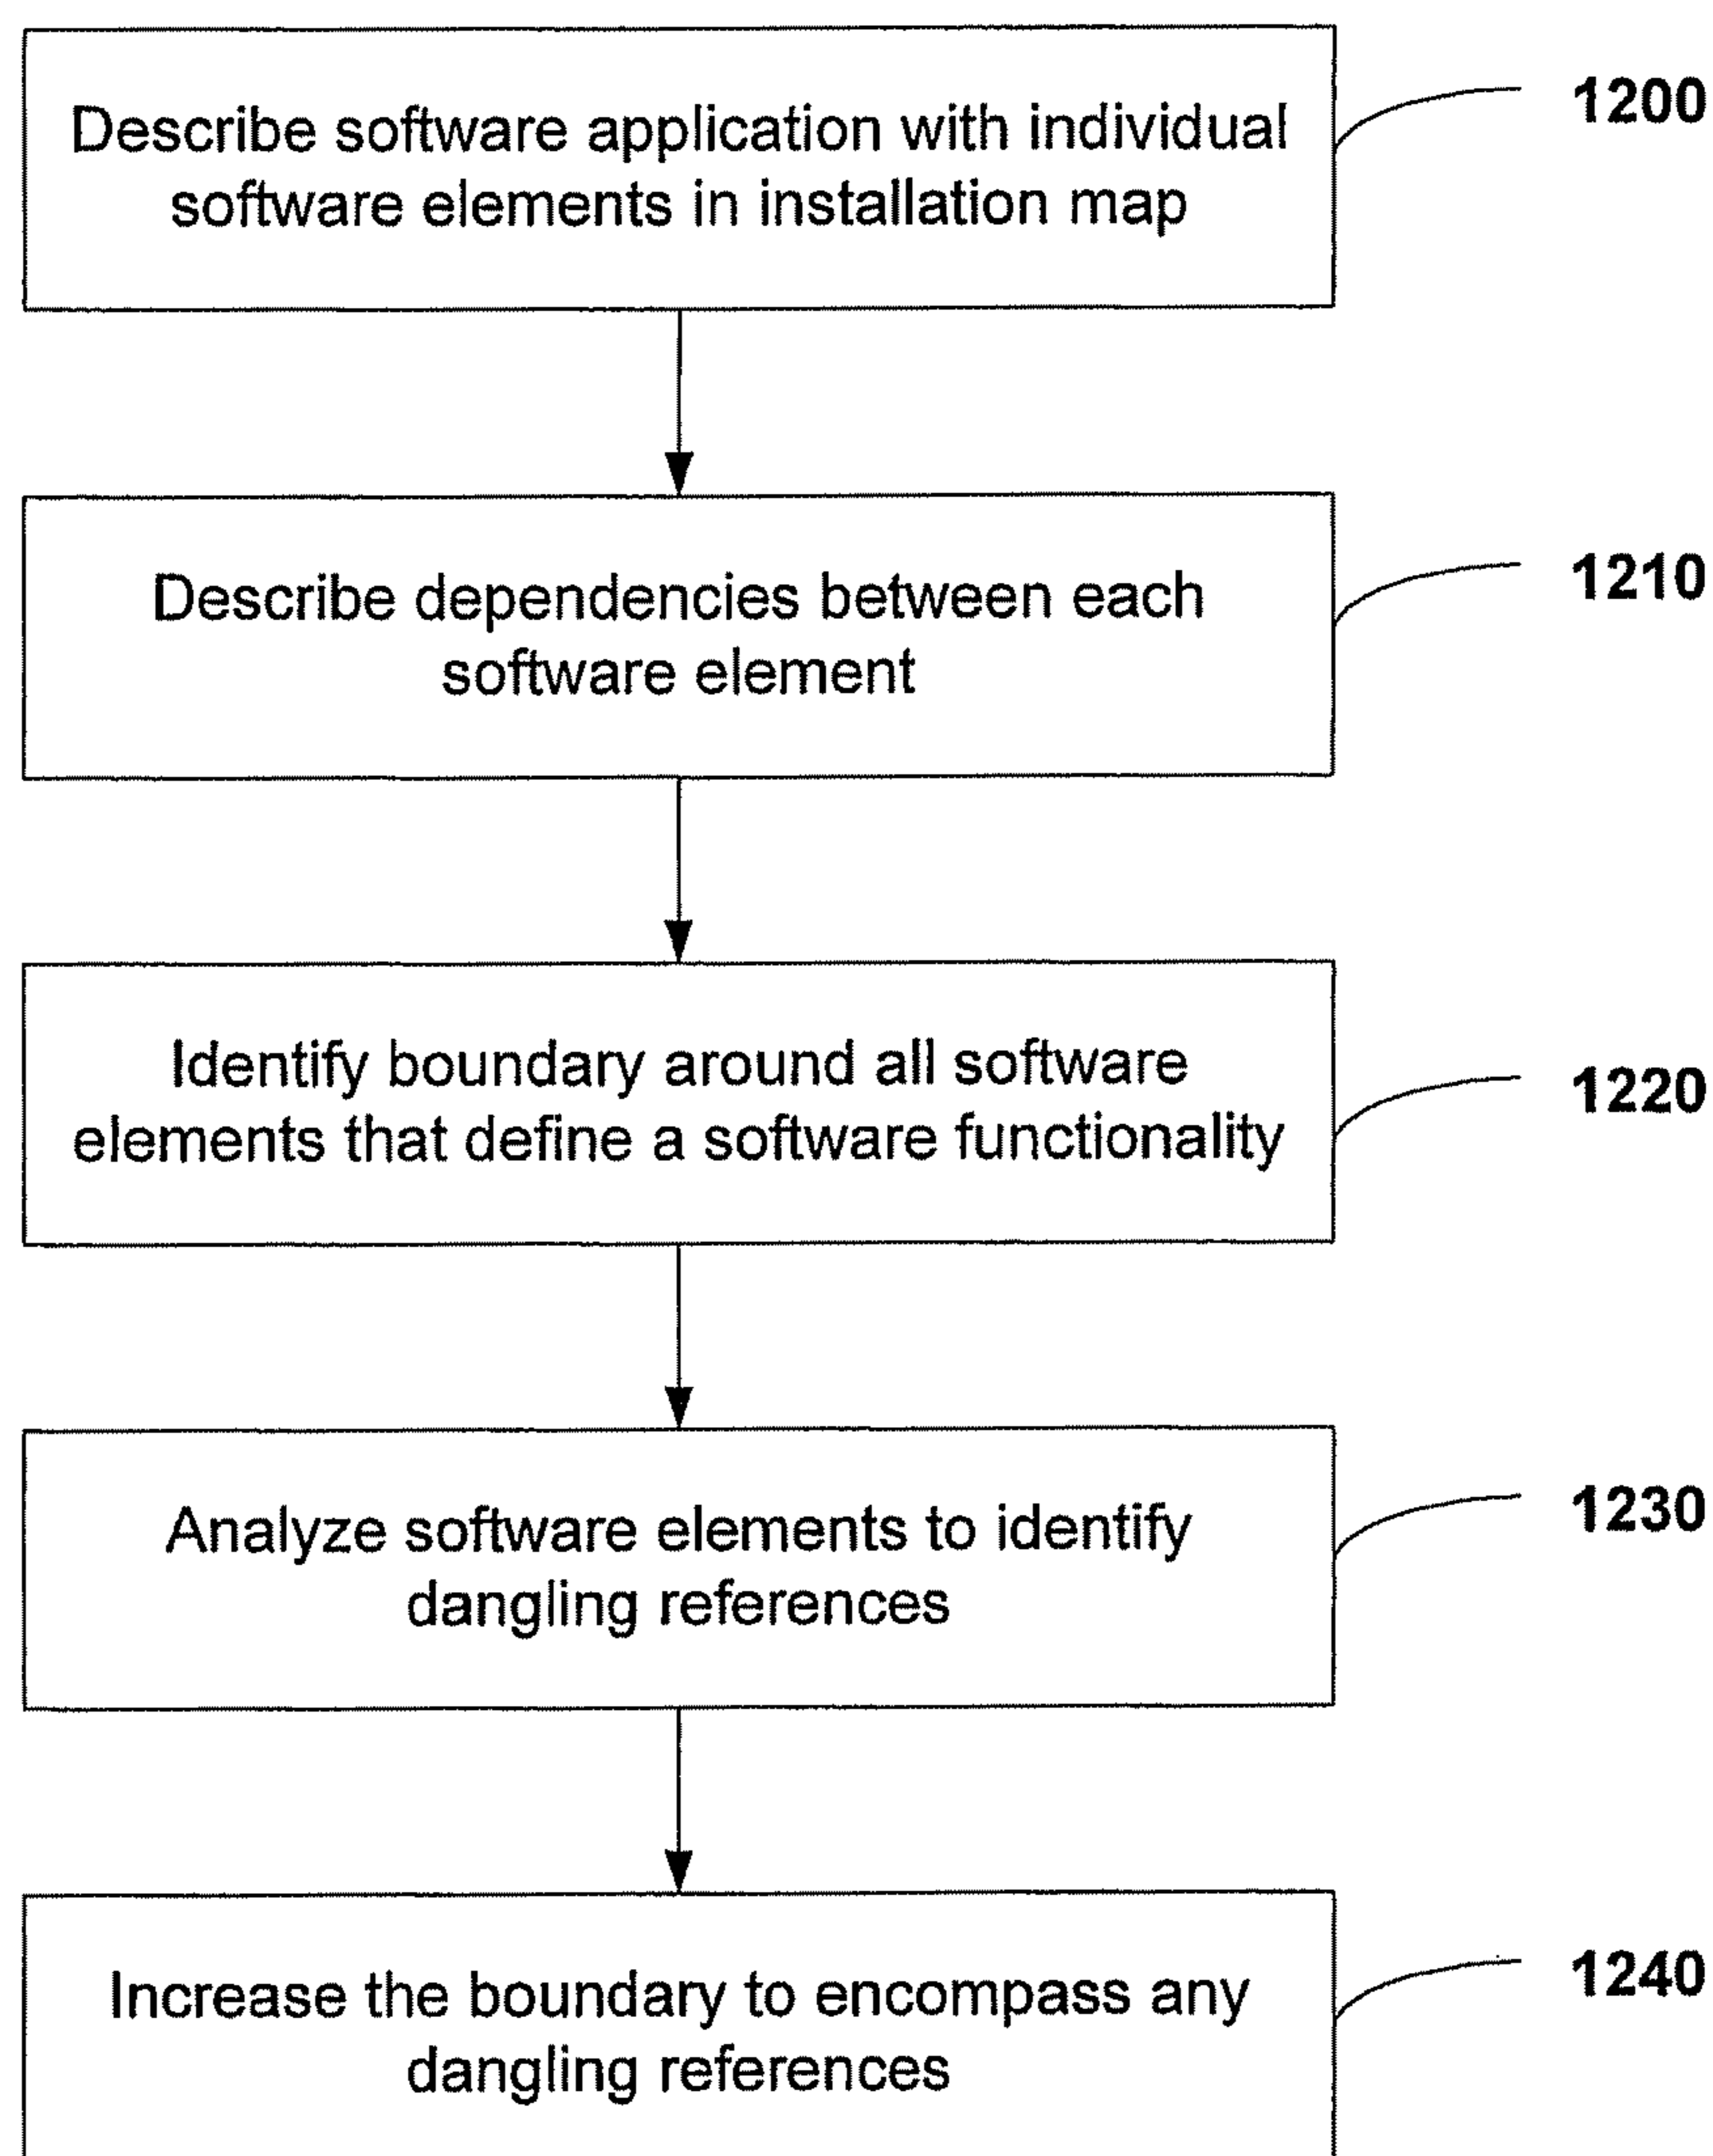 Describe software application with individual
software elements in installation map
1200
Describe dependencies between each
software element
1210
Identify boundary around all software
elements that define a software functionality
1220
Analyze software elements to identify
dangling references
1230
Increase the boundary to encompass any
dangling references
1240